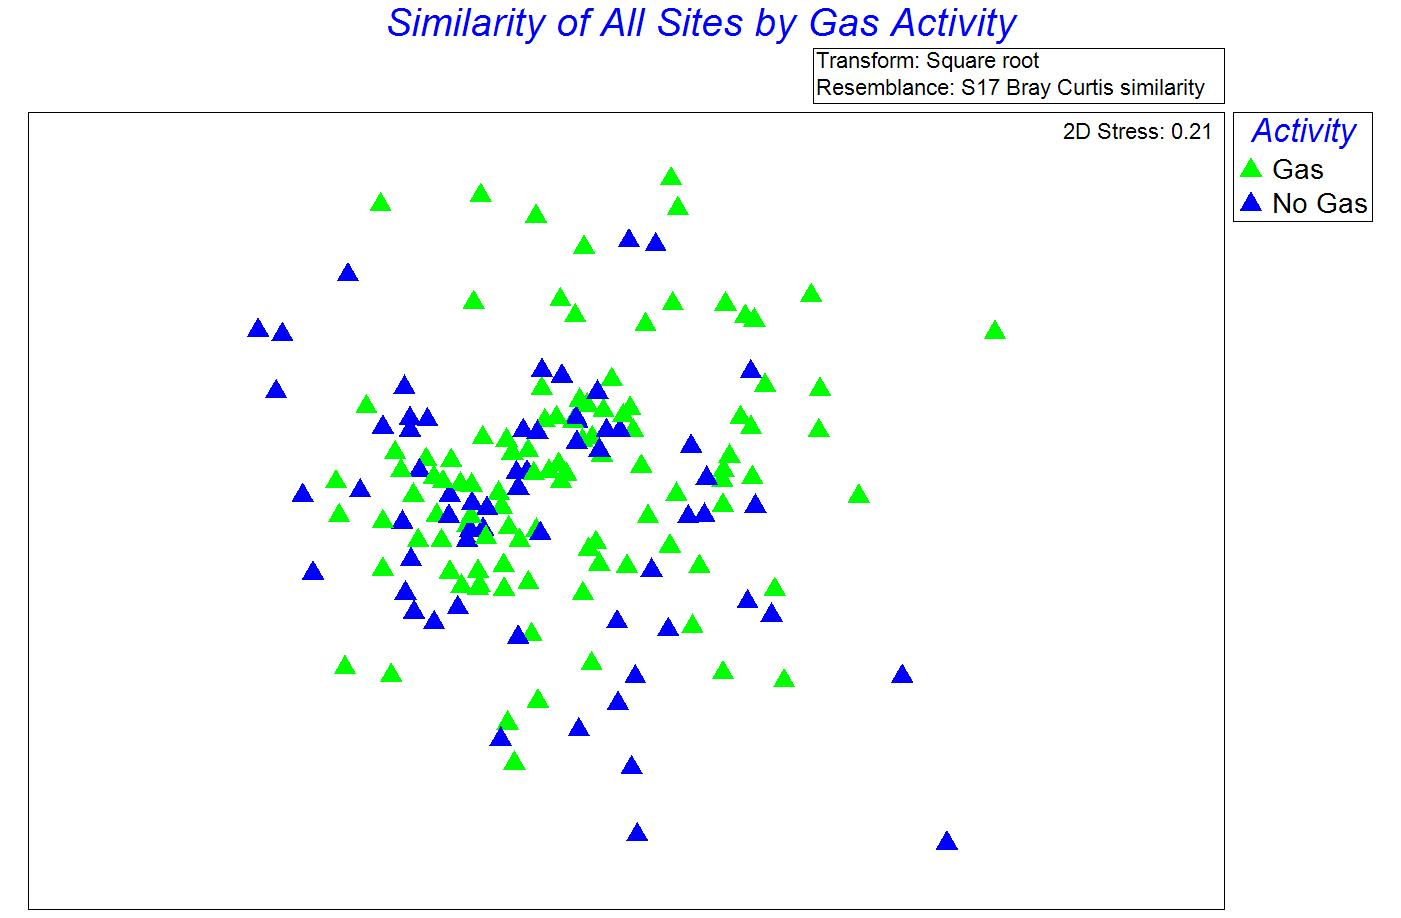 Similarity of All Sites by Gas Activity
Transform: Square root
Resemblance: S17 Bray Curtis similarity
2D Stress: 0.21
Activity
Gas
No Gas